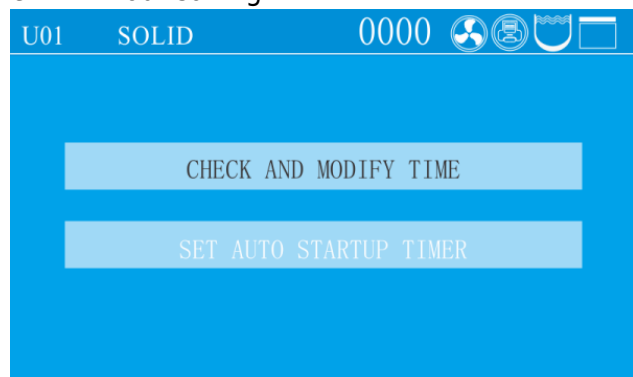 U01 SOLID 0000
CHECK AND MODIFY TIME
SET AUTO STARTUP TIMER